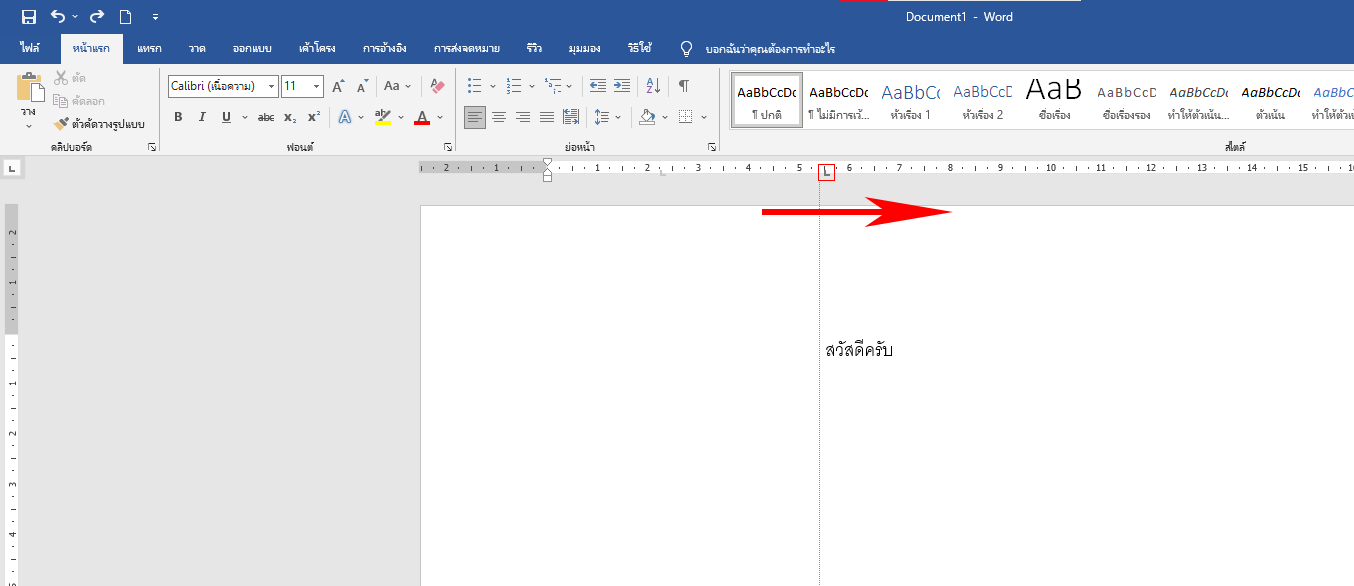 Document1 - Word
ไฟล์ หน้าแรก แทรก วาด ออกแบบ เค้าโครง การอ้างอิง การส่งจดหมาย รีวิว มุมมอง วิธีใช้ บอกฉันว่าคุณต้องการทำอะไร
วาง
ตัด
คัดลอก
ตัวคัดวางรูปแบบ
คลิปบอร์ด
Calibri (เนื้อความ) 11 A A Aa A
B I U abc x₂ x² A ab A
ฟอนต์
A Z
ย่อหน้า
AaBbCcDc AaBbCcDc AaBbCc AaBbCcD AaB AaBbCcD AaBbCcDc AaBbCcDc AaBbCc
¶ ปกติ ¶ ไม่มีการเว้... หัวเรื่อง 1 หัวเรื่อง 2 ชื่อเรื่อง ชื่อเรื่องรอง ทำให้ตัวเน้น... ตัวเน้น ทำให้ตัวเ
สไตล์
L 2 1 1 2 3 4 5 L 6 7 8 9 10 11 12 13 14 15 16
2
1
1
2
3
4
5
สวัสดีครับ